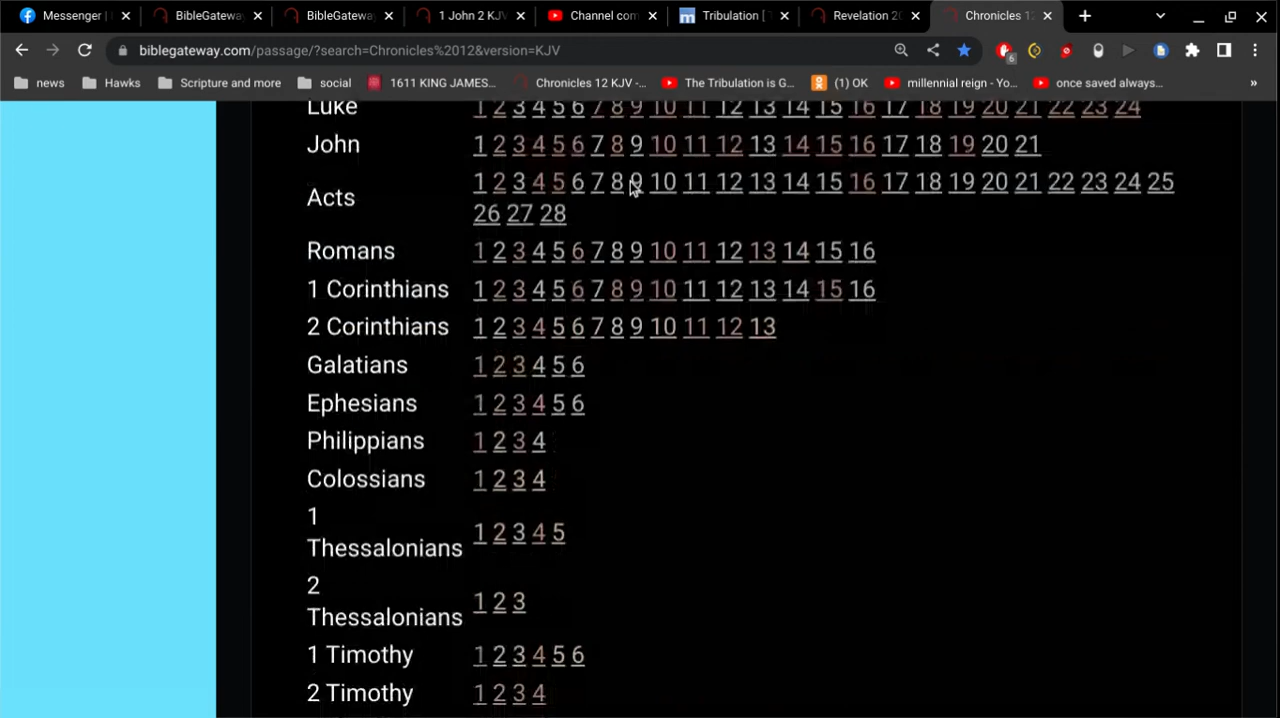 Messenger |
BibleGateway
BibleGateway
1 John 2 KJV
Channel com
Tribulation [ T
Revelation 20
Chronicles 12
biblegateway.com/passage/?search=Chronicles%2012&version=KJV
6
news
Hawks
Scripture and more
social
1611 KING JAMES...
Chronicles 12 KJV -...
The Tribulation is G...
(1) OK
millennial reign - Yo...
once saved always...
»
Luke 1 2 3 4 5 6 7 8 9 10 11 12 13 14 15 16 17 18 19 20 21 22 23 24
John 1 2 3 4 5 6 7 8 9 10 11 12 13 14 15 16 17 18 19 20 21
Acts 1 2 3 4 5 6 7 8 9 10 11 12 13 14 15 16 17 18 19 20 21 22 23 24 25
26 27 28
Romans 1 2 3 4 5 6 7 8 9 10 11 12 13 14 15 16
1 Corinthians 1 2 3 4 5 6 7 8 9 10 11 12 13 14 15 16
2 Corinthians 1 2 3 4 5 6 7 8 9 10 11 12 13
Galatians 1 2 3 4 5 6
Ephesians 1 2 3 4 5 6
Philippians 1 2 3 4
Colossians 1 2 3 4
1
Thessalonians 1 2 3 4 5
2
Thessalonians 1 2 3
1 Timothy 1 2 3 4 5 6
2 Timothy 1 2 3 4